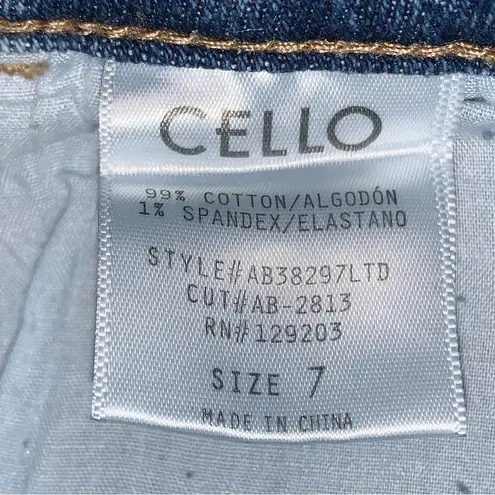 CELLO
99% COTTON/ALGODÓN
1% SPANDEX/ELASTANO
STYLE#AB38297LTD
CUT#AB-2813
RN#129203
SIZE 7
MADE IN CHINA